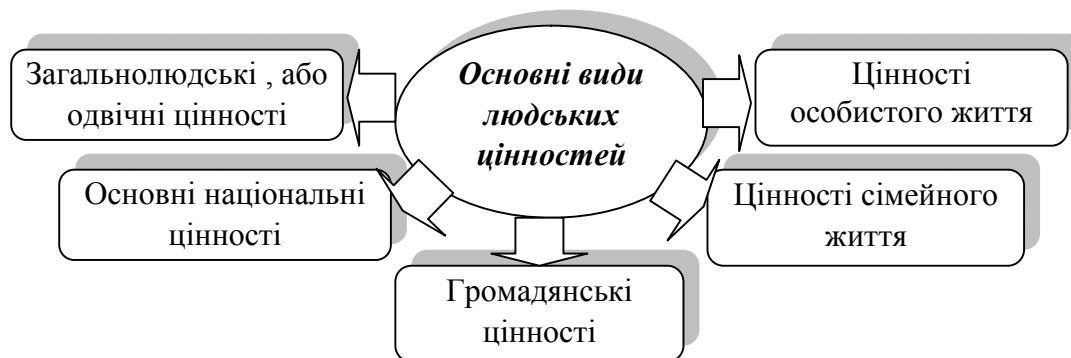 Основні види
людських
цінностей
Загальнолюдські , або
одвічні цінності
Цінності
особистого життя
Основні національні
цінності
Цінності сімейного
життя
Громадянські
цінності